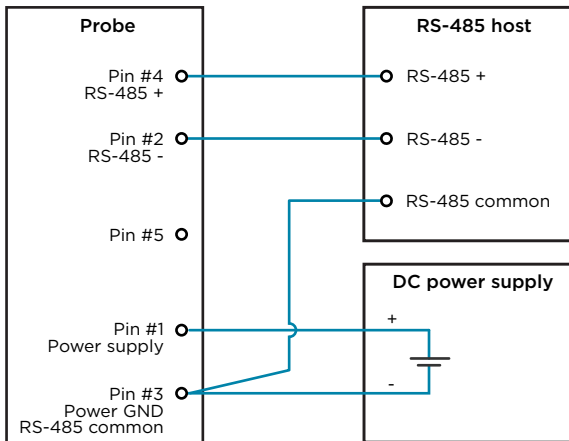 Probe
Pin #4
RS-485 +
Pin #2
RS-485 -
Pin #5
Pin #1
Power supply
Pin #3
Power GND
RS-485 common
RS-485 host
RS-485 +
RS-485 -
RS-485 common
DC power supply
+
-